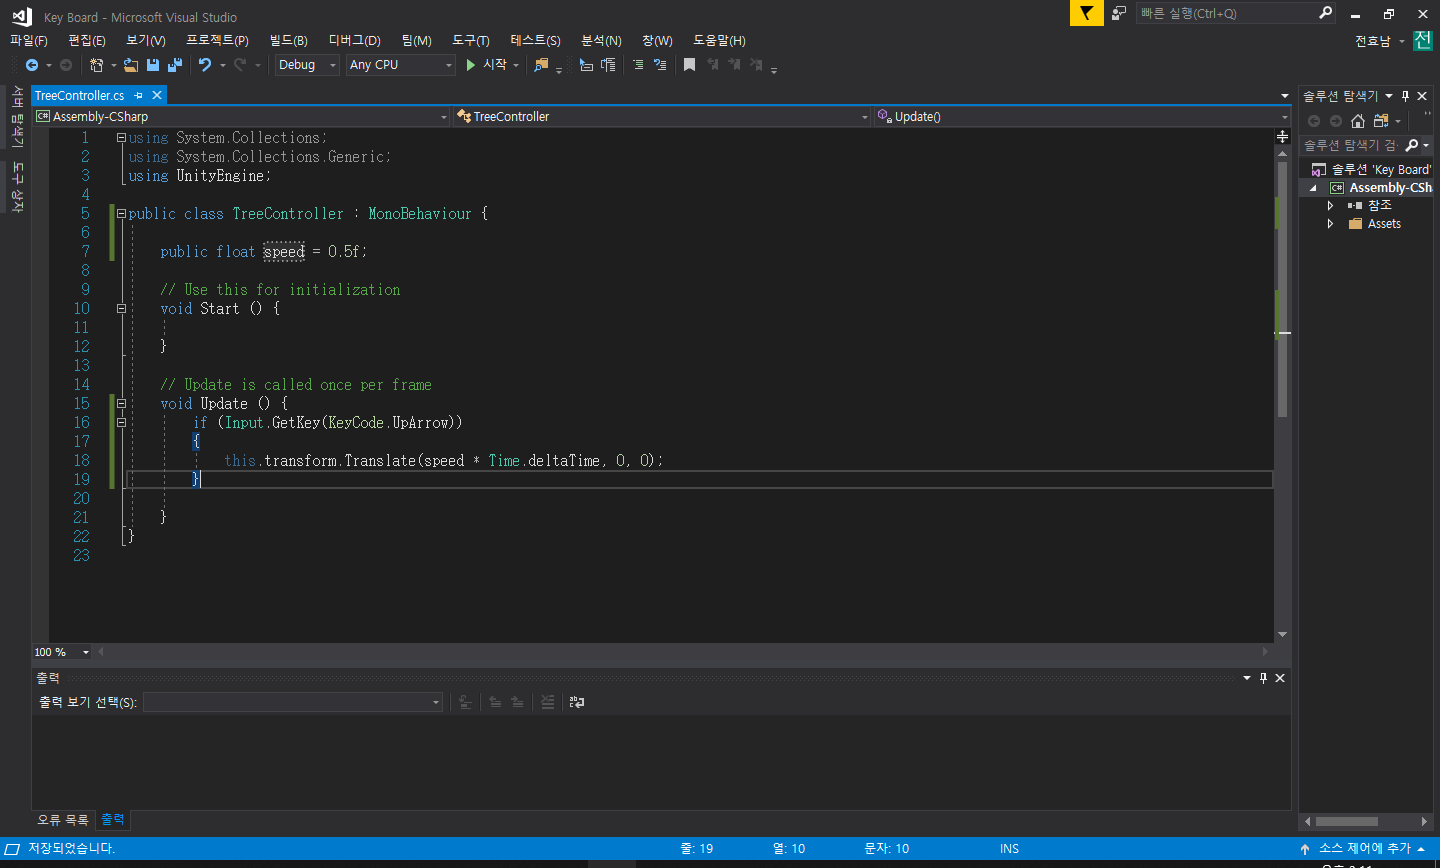 Key Board - Microsoft Visual Studio
빠른 실행(Ctrl+Q)
파일(F) 편집(E) 보기(V) 프로젝트(P) 빌드(B) 디버그(D) 팀(M) 도구(T) 테스트(S) 분석(N) 창(W) 도움말(H)
전효남 전
Debug Any CPU 시작
서버 탐색기
도구 상자
TreeController.cs
Assembly-CSharp TreeController Update()
1 using System.Collections;
2 using System.Collections.Generic;
3 using UnityEngine;
4
5 public class TreeController : MonoBehaviour {
6
7 public float speed = 0.5f;
8
9 // Use this for initialization
10 void Start () {
11
12 }
13
14 // Update is called once per frame
15 void Update () {
16 if (Input.GetKey(KeyCode.UpArrow))
17 {
18 this.transform.Translate(speed * Time.deltaTime, 0, 0);
19 }
20
21 }
22 }
23
100 %
솔루션 탐색기
솔루션 탐색기 검
솔루션 'Key Board'
C# Assembly-CSh
참조
Assets
출력
출력 보기 선택(S):
오류 목록 출력
저장되었습니다. 줄: 19 열: 10 문자: 10 INS 소스 제어에 추가